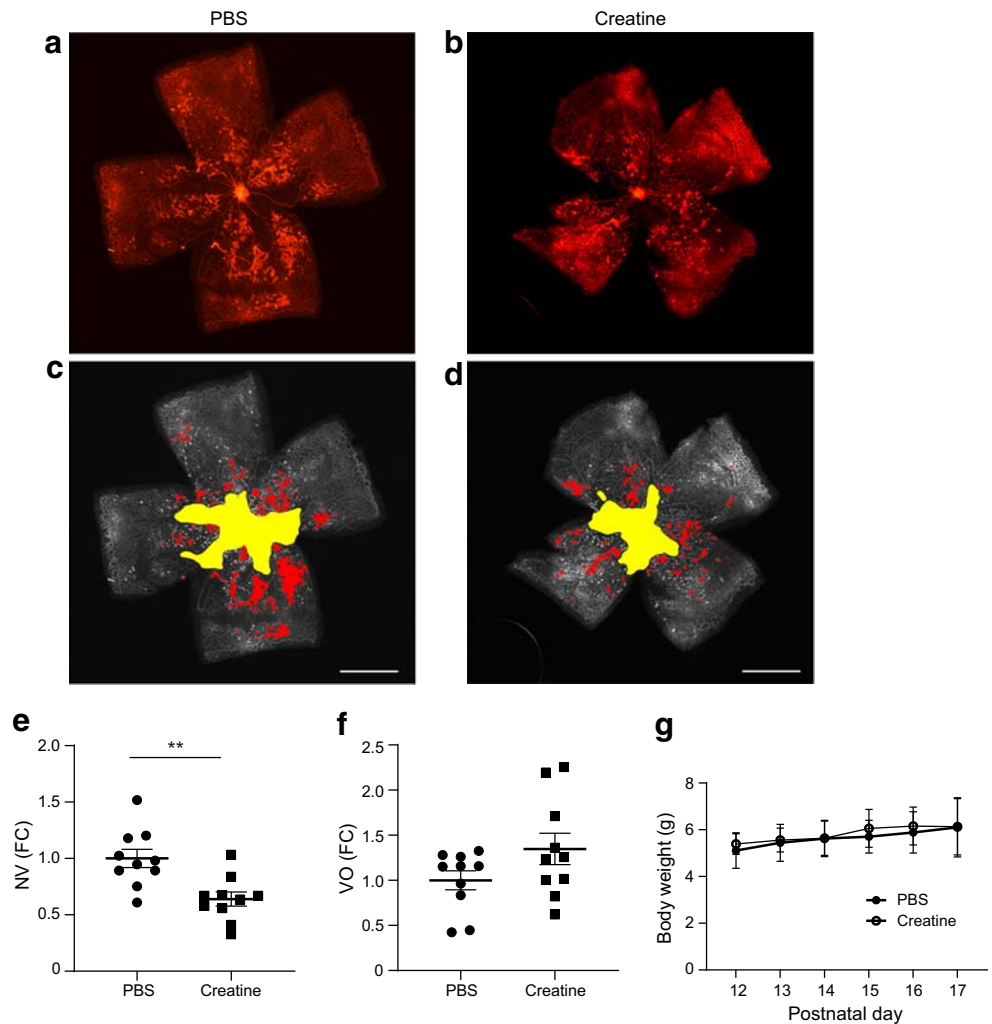 PBS
Creatine
a
b
c
d
e
f
g
**
2.0
1.5
1.0
0.5
0
NV (FC)
PBS
Creatine
2.5
2.0
1.5
1.0
0.5
0
VO (FC)
PBS
Creatine
8
6
4
2
0
Body weight (g)
PBS
Creatine
12 13 14 15 16 17
Postnatal day